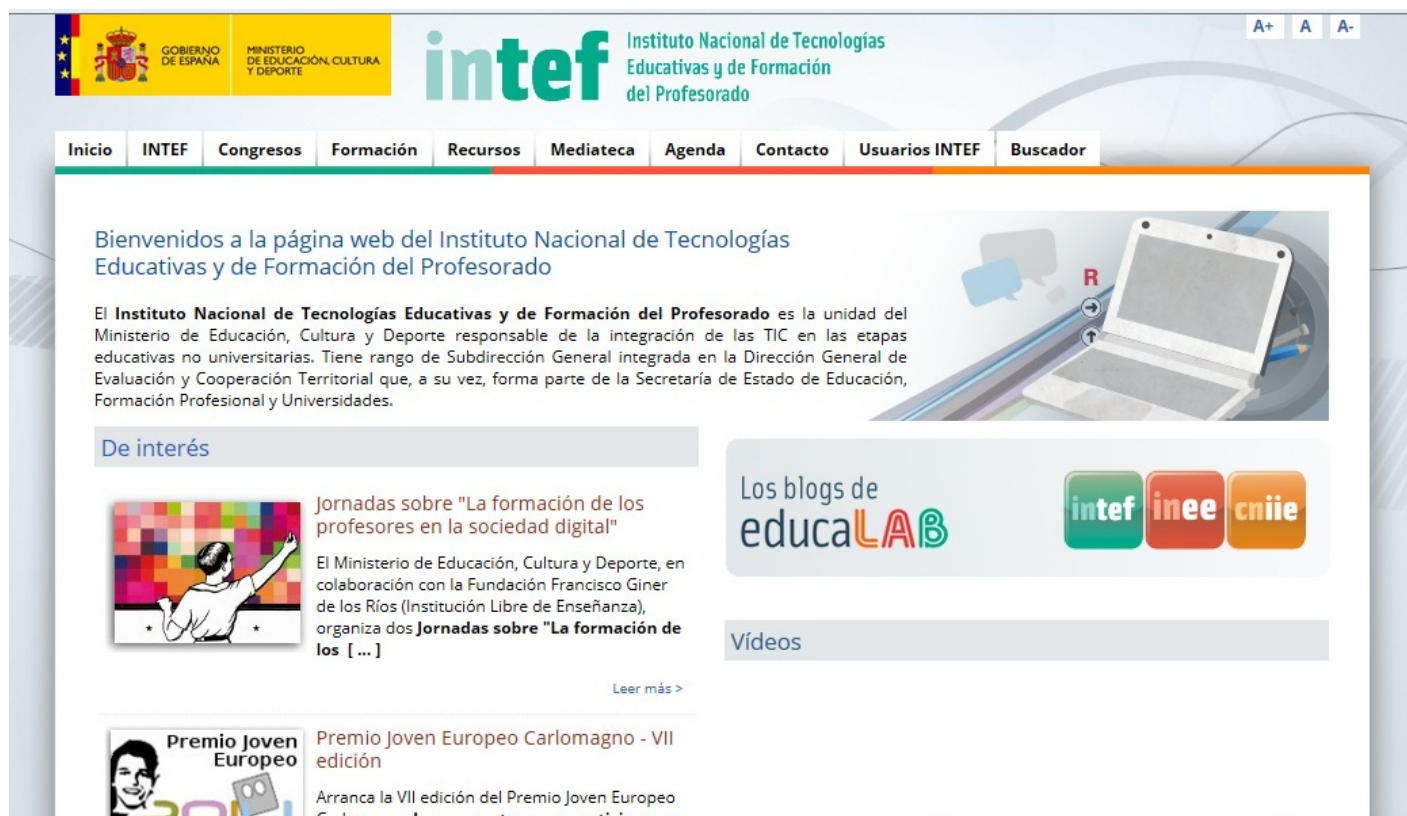 GOBIERNO
DE ESPAÑA
MINISTERIO
DE EDUCACIÓN, CULTURA
Y DEPORTE
intef
Instituto Nacional de Tecnologías
Educativas y de Formación
del Profesorado
A+ A A-
Inicio INTEF Congresos Formación Recursos Mediateca Agenda Contacto Usuarios INTEF Buscador
Bienvenidos a la página web del Instituto Nacional de Tecnologías
Educativas y de Formación del Profesorado
El Instituto Nacional de Tecnologías Educativas y de Formación del Profesorado es la unidad del
Ministerio de Educación, Cultura y Deporte responsable de la integración de las TIC en las etapas
educativas no universitarias. Tiene rango de Subdirección General integrada en la Dirección General de
Evaluación y Cooperación Territorial que, a su vez, forma parte de la Secretaría de Estado de Educación,
Formación Profesional y Universidades.
R
De interés
Jornadas sobre "La formación de los
profesores en la sociedad digital"
El Ministerio de Educación, Cultura y Deporte, en
colaboración con la Fundación Francisco Giner
de los Ríos (Institución Libre de Enseñanza),
organiza dos Jornadas sobre "La formación de
los [ ... ]
Leer más >
Premio Joven
Europeo
Premio Joven Europeo Carlomagno - VII
edición
Arranca la VII edición del Premio Joven Europeo
Los blogs de
educaLAB
intef inee cniie
Vídeos